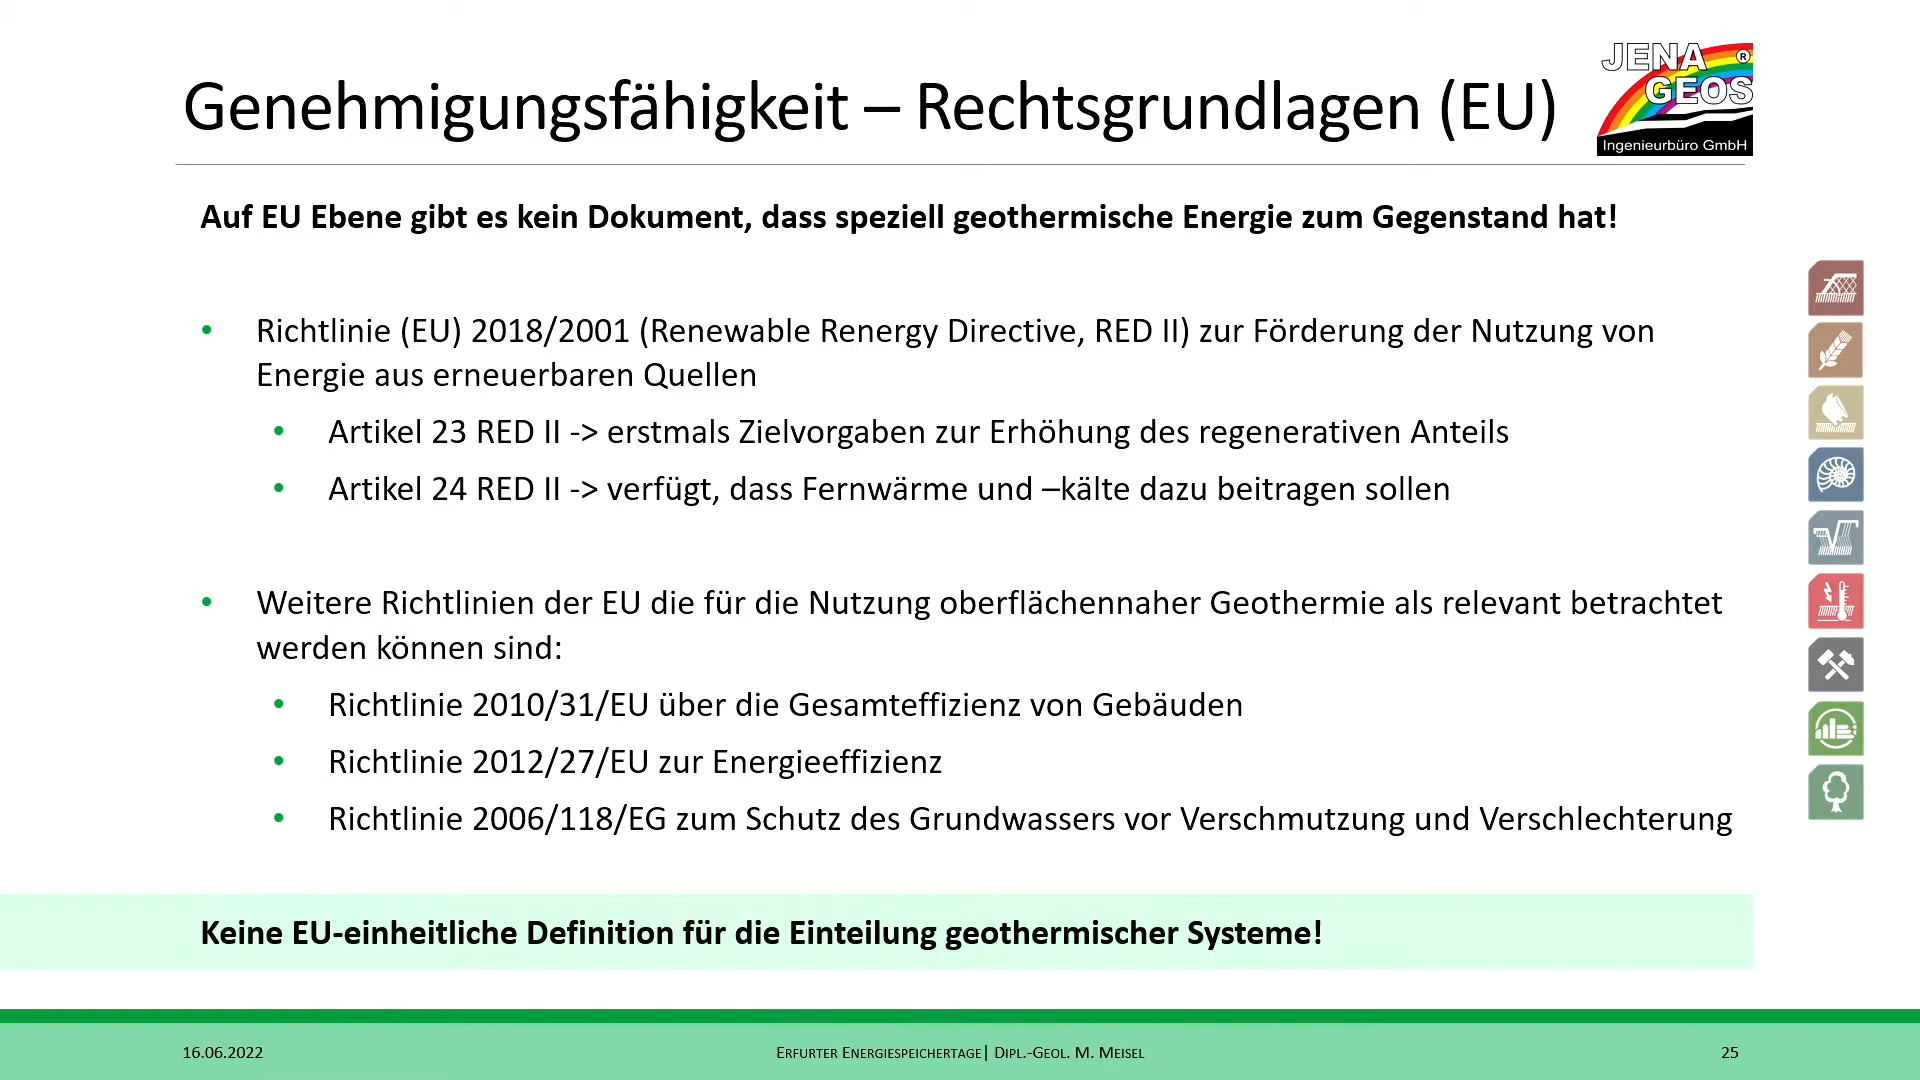 Genehmigungsfähigkeit – Rechtsgrundlagen (EU)
JENA ®
GEOS
Ingenieurbüro GmbH
Auf EU Ebene gibt es kein Dokument, dass speziell geothermische Energie zum Gegenstand hat!
• Richtlinie (EU) 2018/2001 (Renewable Renergy Directive, RED II) zur Förderung der Nutzung von
Energie aus erneuerbaren Quellen
• Artikel 23 RED II -> erstmals Zielvorgaben zur Erhöhung des regenerativen Anteils
• Artikel 24 RED II -> verfügt, dass Fernwärme und –kälte dazu beitragen sollen
• Weitere Richtlinien der EU die für die Nutzung oberflächennaher Geothermie als relevant betrachtet
werden können sind:
• Richtlinie 2010/31/EU über die Gesamteffizienz von Gebäuden
• Richtlinie 2012/27/EU zur Energieeffizienz
• Richtlinie 2006/118/EG zum Schutz des Grundwassers vor Verschmutzung und Verschlechterung
Keine EU-einheitliche Definition für die Einteilung geothermischer Systeme!
16.06.2022
Erfurter Energiespeichertage| Dipl.-Geol. M. Meisel
25